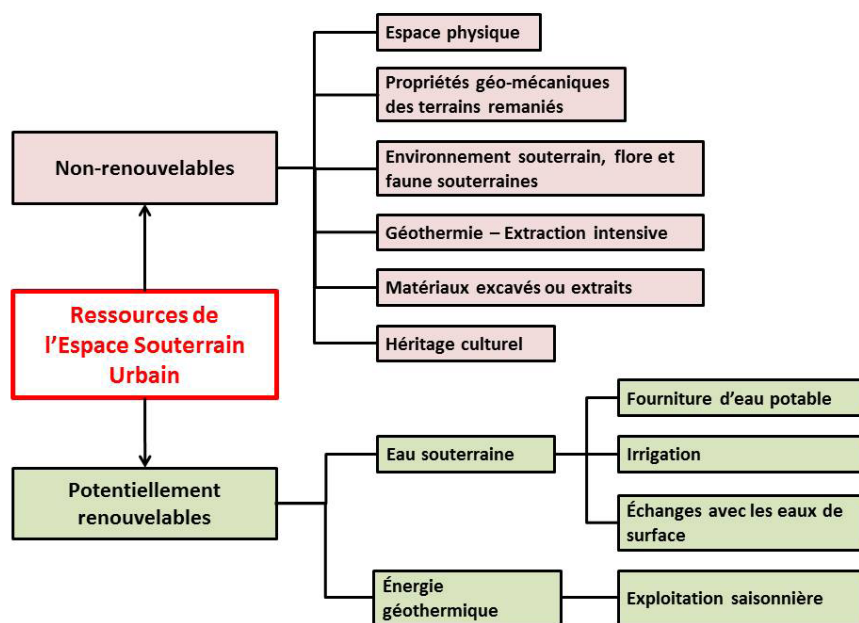 Espace physique
Propriétés géo-mécaniques
des terrains remaniés
Non-renouvelables
Environnement souterrain, flore et
faune souterraines
Géothermie – Extraction intensive
Matériaux excavés ou extraits
Héritage culturel
Ressources de
l'Espace Souterrain
Urbain
Potentiellement
renouvelables
Eau souterraine
Fourniture d'eau potable
Irrigation
Échanges avec les eaux de
surface
Énergie
géothermique
Exploitation saisonnière